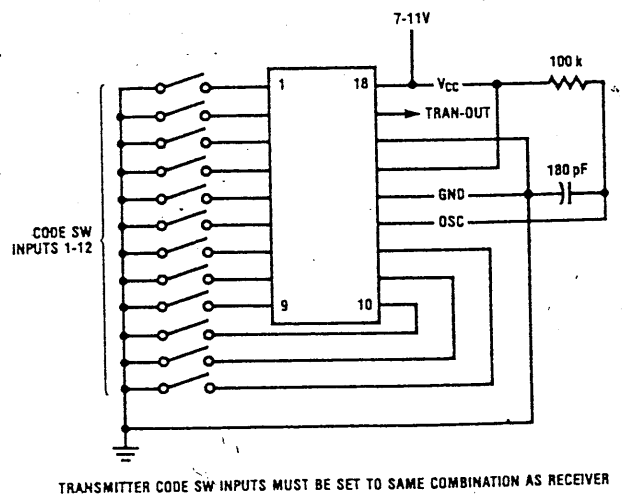 7-11V
100 k
1
18
VCC
TRAN-OUT
180 pF
GND
OSC
CODE SW
INPUTS 1-12
9
10
TRANSMITTER CODE SW INPUTS MUST BE SET TO SAME COMBINATION AS RECEIVER